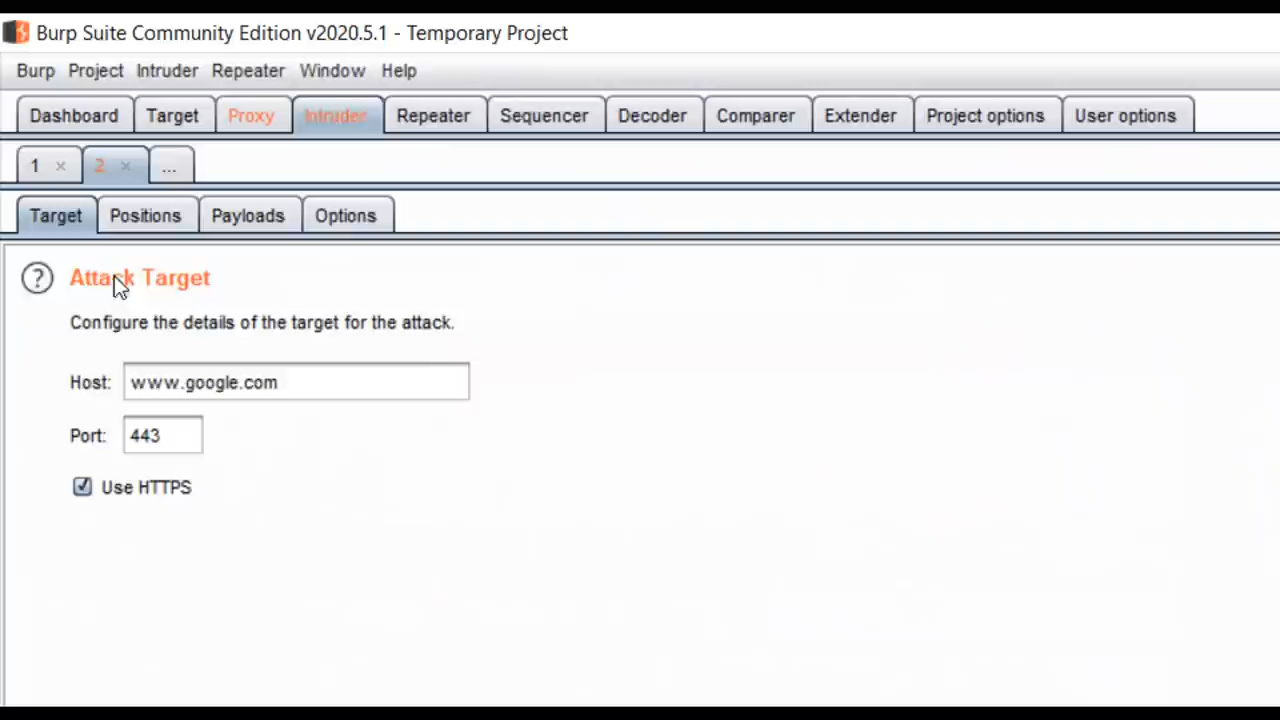 Burp Suite Community Edition v2020.5.1 - Temporary Project
Burp Project Intruder Repeater Window Help
Dashboard Target Proxy Intruder Repeater Sequencer Decoder Comparer Extender Project options User options
1 × 2 × ...
Target Positions Payloads Options
? Attack Target
Configure the details of the target for the attack.
Host: www.google.com
Port: 443
Use HTTPS